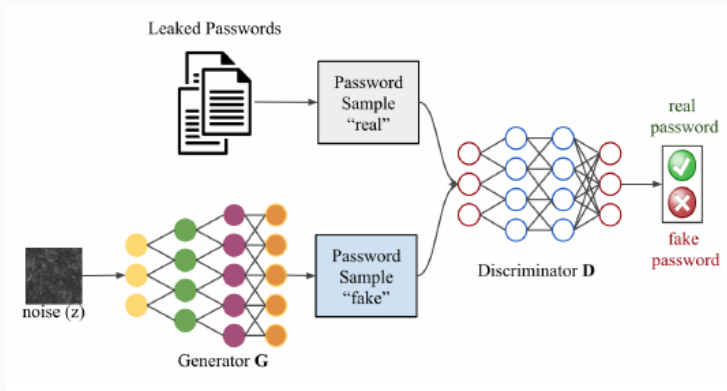 Leaked Passwords
Password
Sample
“real”
real
password
Discriminator D
fake
password
noise (z)
Password
Sample
“fake”
Generator G